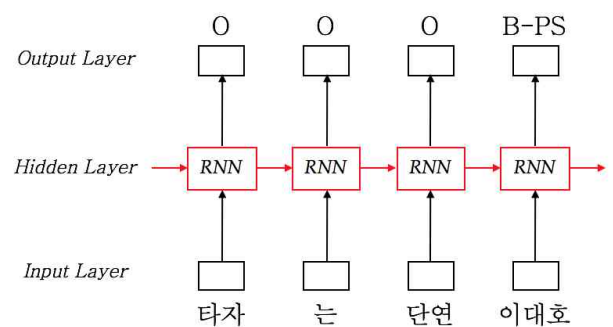 O O O B-PS
Output Layer
Hidden Layer RNN RNN RNN RNN
Input Layer
타자 는 단연 이대호